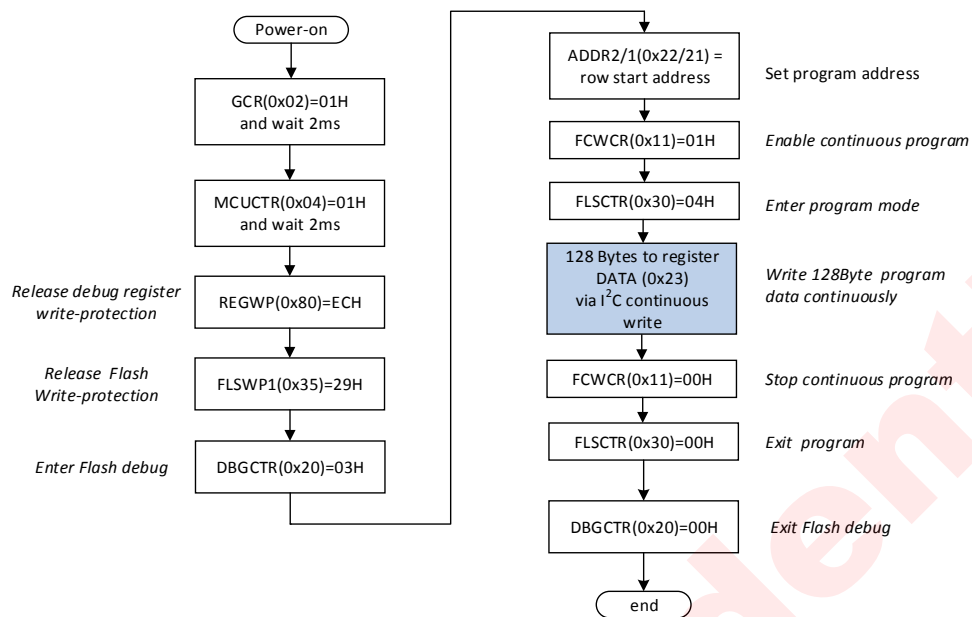 Power-on
GCR(0x02)=01H
and wait 2ms
MCUCTR(0x04)=01H
and wait 2ms
Release debug register
write-protection
REGWP(0x80)=ECH
Release Flash
Write-protection
FLSWP1(0x35)=29H
Enter Flash debug
DBGCTR(0x20)=03H
ADDR2/1(0x22/21) =
row start address
Set program address
FCWCR(0x11)=01H
Enable continuous program
FLSCTR(0x30)=04H
Enter program mode
128 Bytes to register
DATA (0x23)
via I²C continuous
write
Write 128Byte program
data continuously
FCWCR(0x11)=00H
Stop continuous program
FLSCTR(0x30)=00H
Exit program
DBGCTR(0x20)=00H
Exit Flash debug
end